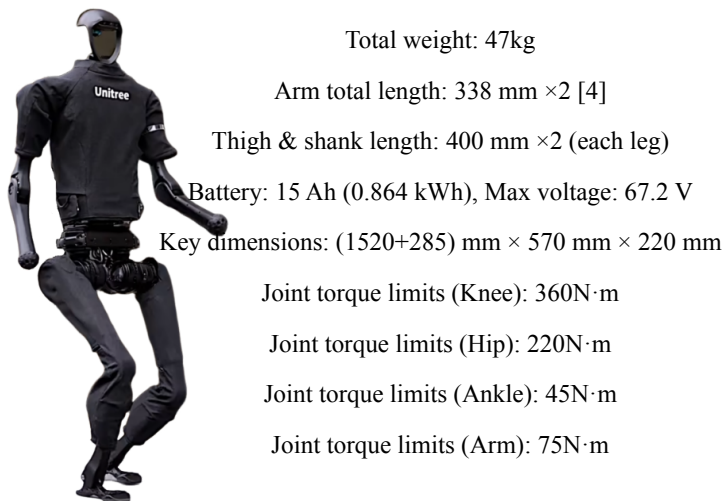 Unitree
Total weight: 47kg
Arm total length: 338 mm ×2 [4]
Thigh & shank length: 400 mm ×2 (each leg)
Battery: 15 Ah (0.864 kWh), Max voltage: 67.2 V
Key dimensions: (1520+285) mm × 570 mm × 220 mm
Joint torque limits (Knee): 360N·m
Joint torque limits (Hip): 220N·m
Joint torque limits (Ankle): 45N·m
Joint torque limits (Arm): 75N·m